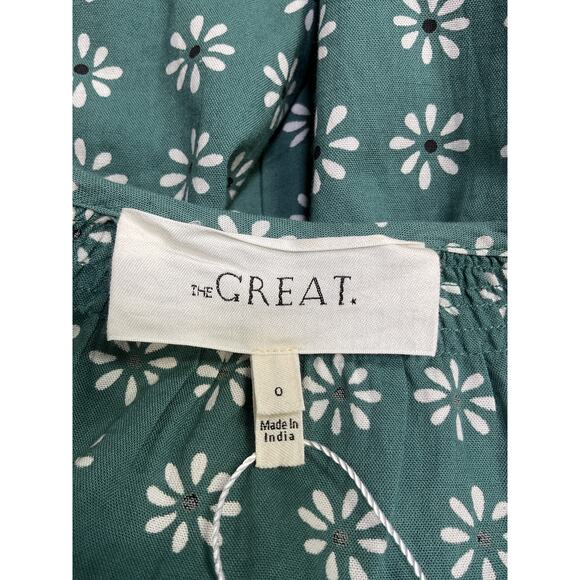 THE GREAT.
0
Made In
India